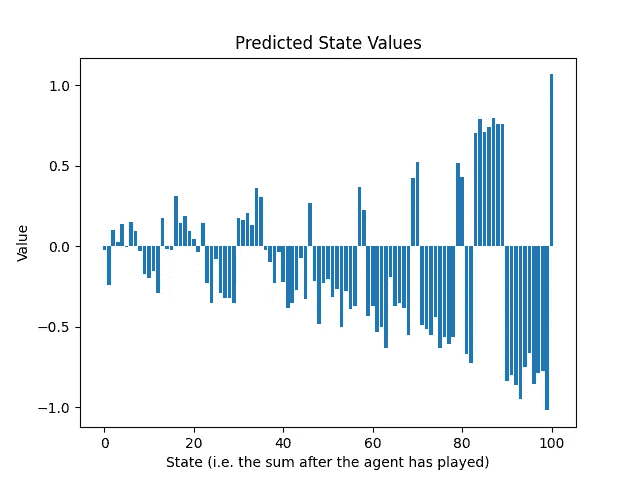 Predicted State Values
1.0
0.5
0.0
−0.5
−1.0
Value
0 20 40 60 80 100
State (i.e. the sum after the agent has played)